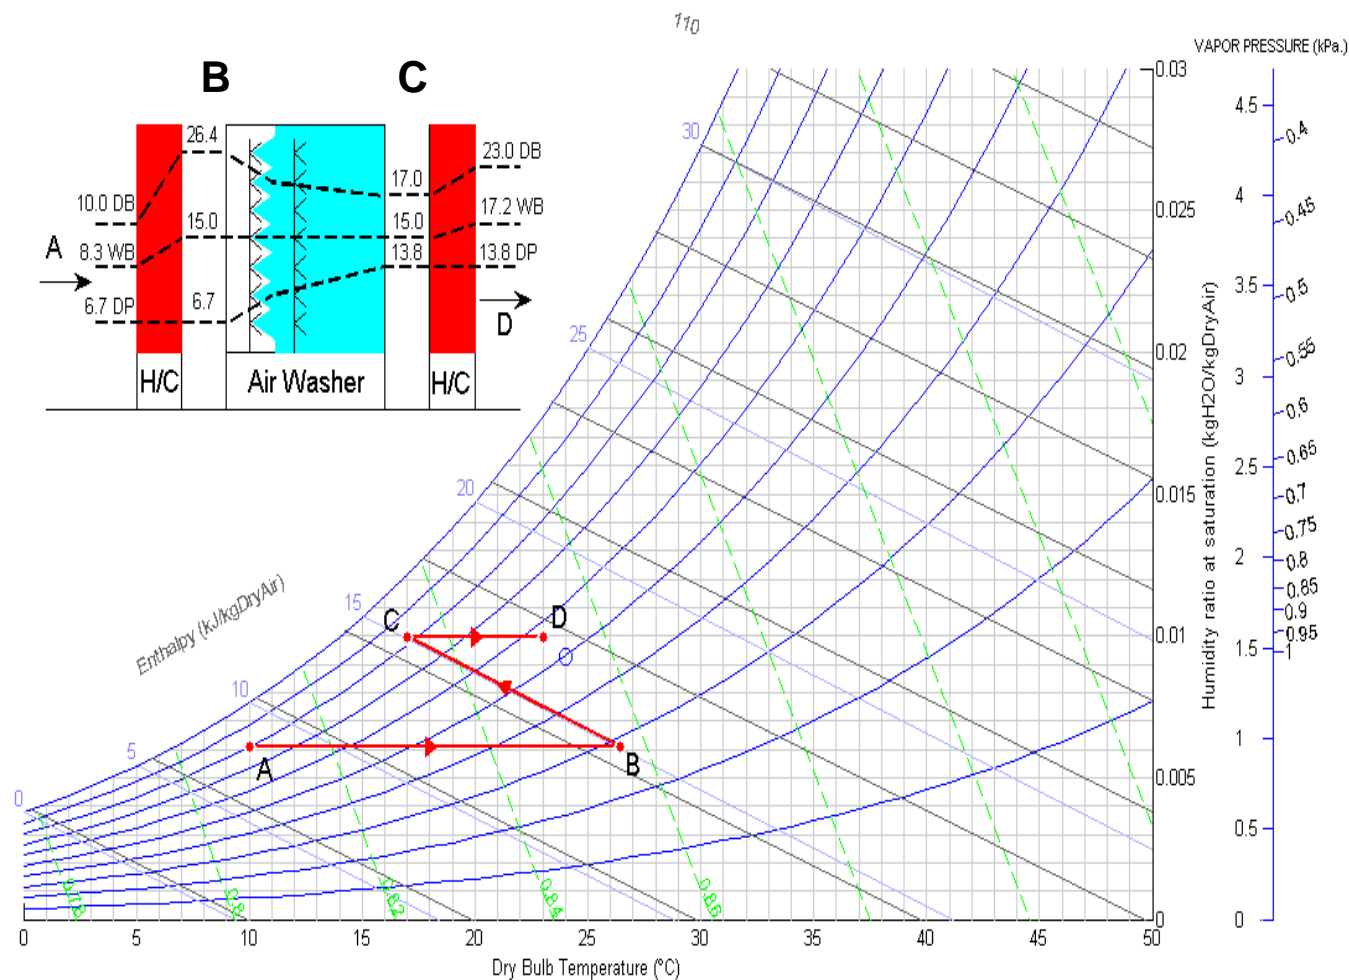 110
VAPOR PRESSURE (kPa.)
B
C
26.4
23.0 DB
10.0 DB
17.0
17.2 WB
15.0
15.0
A
8.3 WB
13.8
13.8 DP
6.7 DP
6.7
D
H/C
Air Washer
H/C
Enthalpy (kJ/kgDryAir)
0
5
10
15
20
25
30
C
D
A
B
0.78
0.8
0.82
0.84
0.86
0
5
10
15
20
25
30
35
40
45
50
Dry Bulb Temperature (°C)
0.03
0.025
0.02
0.015
0.01
0.005
0
Humidity ratio at saturation (kgH2O/kgDryAir)
4.5
4
3.5
3
2.5
2
1.5
1
0.5
0
0.4
0.45
0.5
0.55
0.6
0.65
0.7
0.75
0.8
0.85
0.9
0.95
1